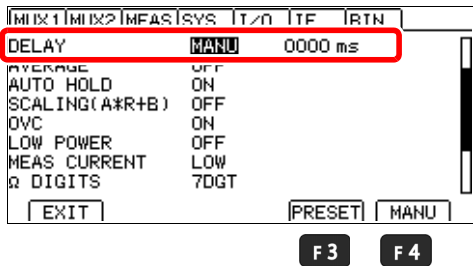 MUX1 MUX2 MEAS SYS I/O IF BIN
DELAY MANU 0000 ms
AVERAGE OFF
AUTO HOLD ON
SCALING(A*R+B) OFF
OVC ON
LOW POWER OFF
MEAS CURRENT LOW
Ω DIGITS 7DGT
EXIT PRESET MANU
F3 F4